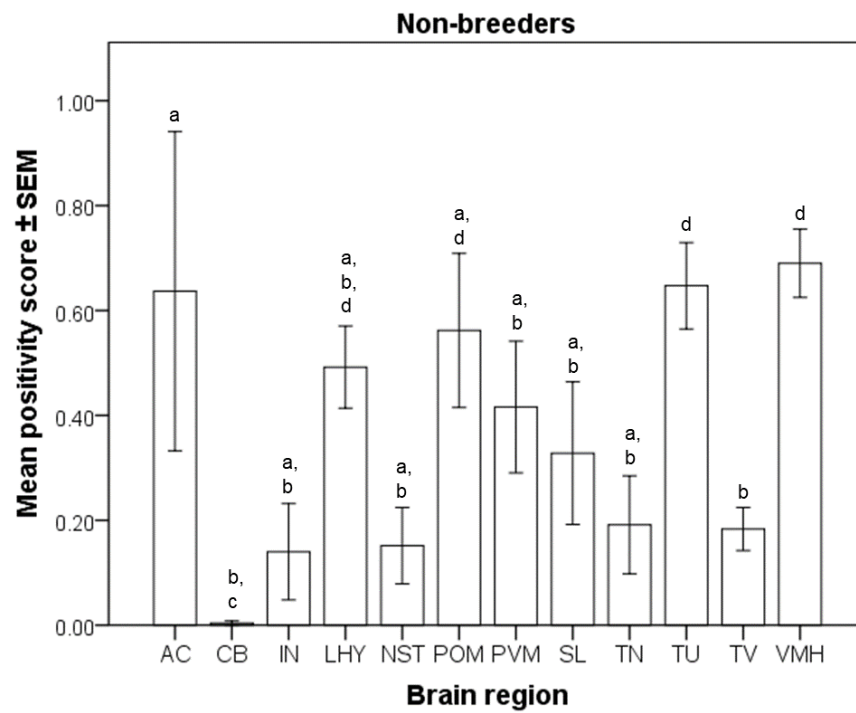 Non-breeders
Mean positivity score ± SEM
1.00
0.80
0.60
0.40
0.20
0.00
a
b,
c
a,
b
a,
b,
d
a,
b
a,
d
a,
b
a,
b
a,
b
d
b
d
AC CB IN LHY NST POM PVM SL TN TU TV VMH
Brain region